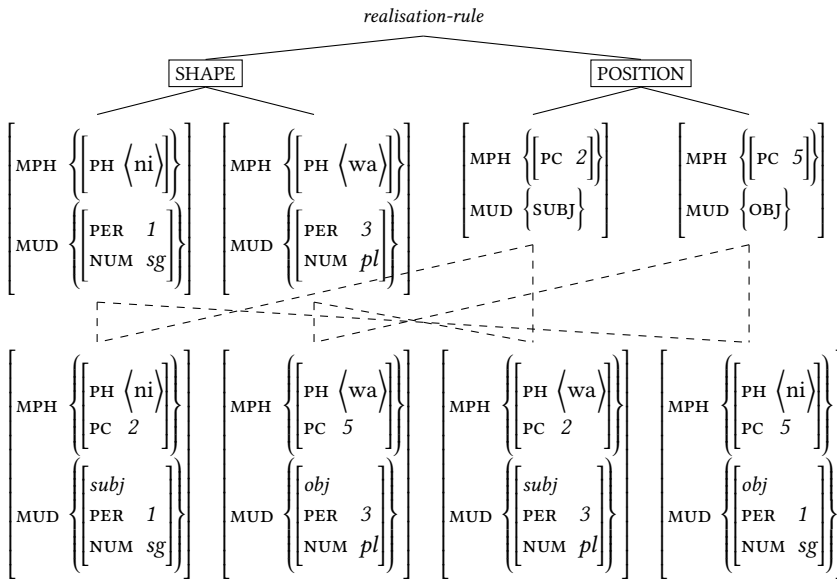 realisation-rule
SHAPE POSITION
MPH {[PH ⟨ni⟩]} MPH {[PH ⟨wa⟩]} MPH {[PC 2]} MPH {[PC 5]}
MUD {SUBJ} MUD {OBJ}
MUD {[PER 1 NUM sg]} MUD {[PER 3 NUM pl]}
MPH {[PH ⟨ni⟩ PC 2]} MPH {[PH ⟨wa⟩ PC 5]} MPH {[PH ⟨wa⟩ PC 2]} MPH {[PH ⟨ni⟩ PC 5]}
MUD {[subj PER 1 NUM sg]} MUD {[obj PER 3 NUM pl]} MUD {[subj PER 3 NUM pl]} MUD {[obj PER 1 NUM sg]}